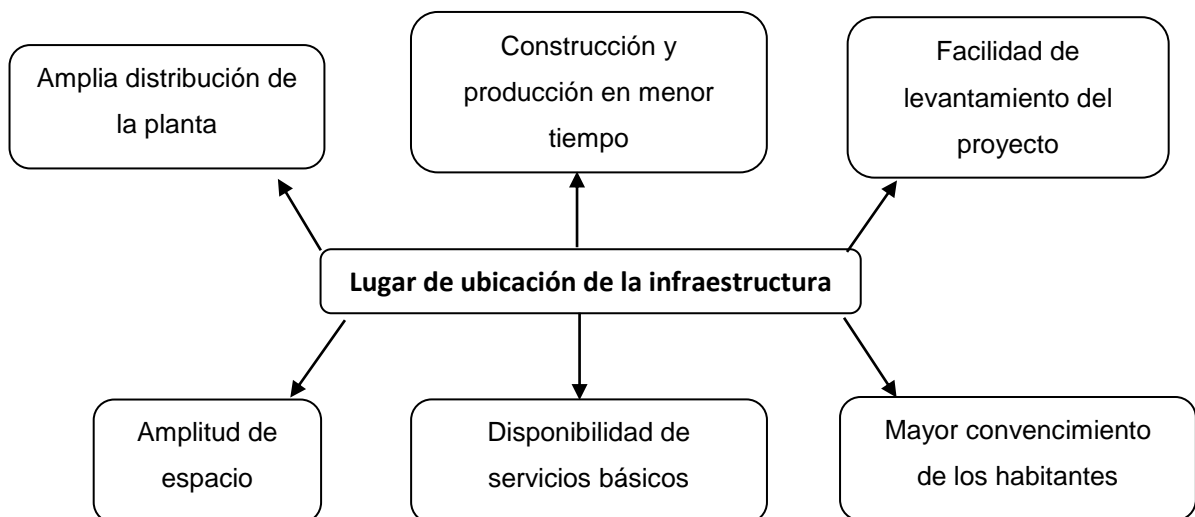 Amplia distribución de
la planta
Construcción y
producción en menor
tiempo
Facilidad de
levantamiento del
proyecto
Lugar de ubicación de la infraestructura
Amplitud de
espacio
Disponibilidad de
servicios básicos
Mayor convencimiento
de los habitantes